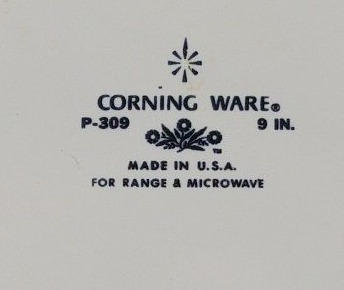 CORNING WARE®
P-309 9 IN.
TM
MADE IN U.S.A.
FOR RANGE & MICROWAVE